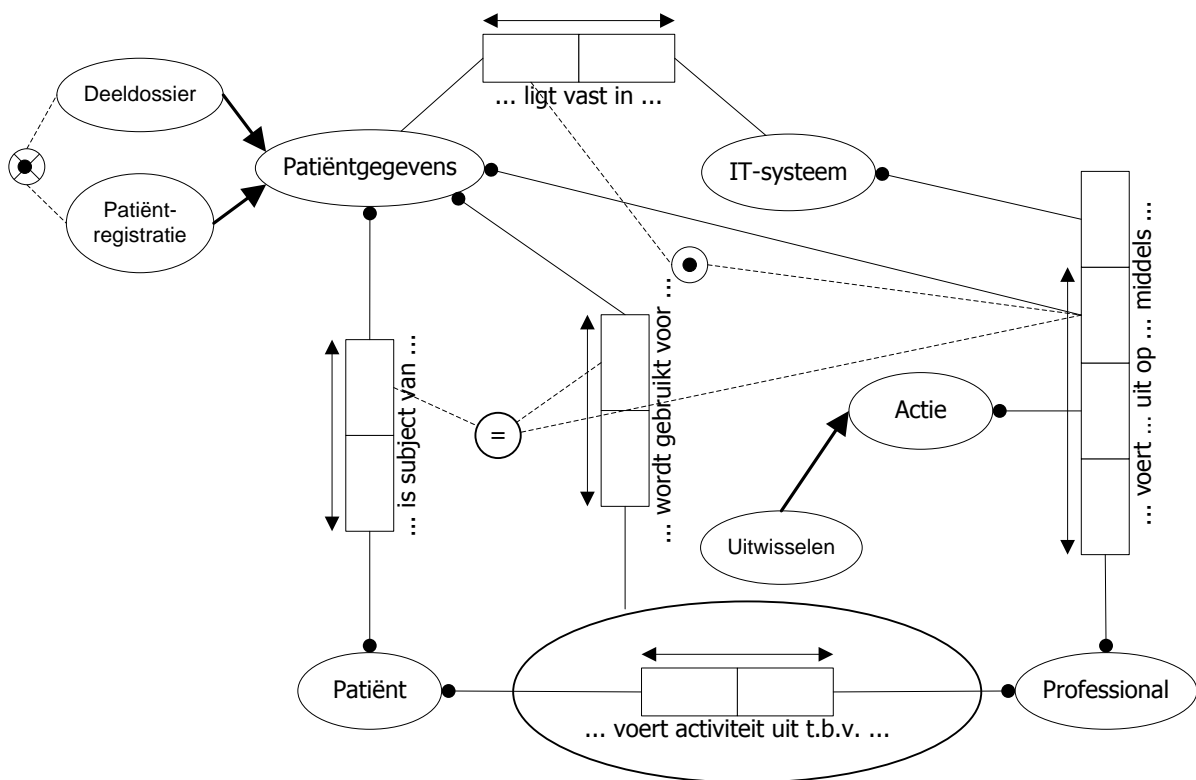 ... ligt vast in ...
Deeldossier
Patiëntgegevens
IT-systeem
Patiënt-
registratie
... voert ... uit op ... middels ...
... wordt gebruikt voor ...
... is subject van ...
=
Actie
Uitwisselen
Patiënt
Professional
... voert activiteit uit t.b.v. ...